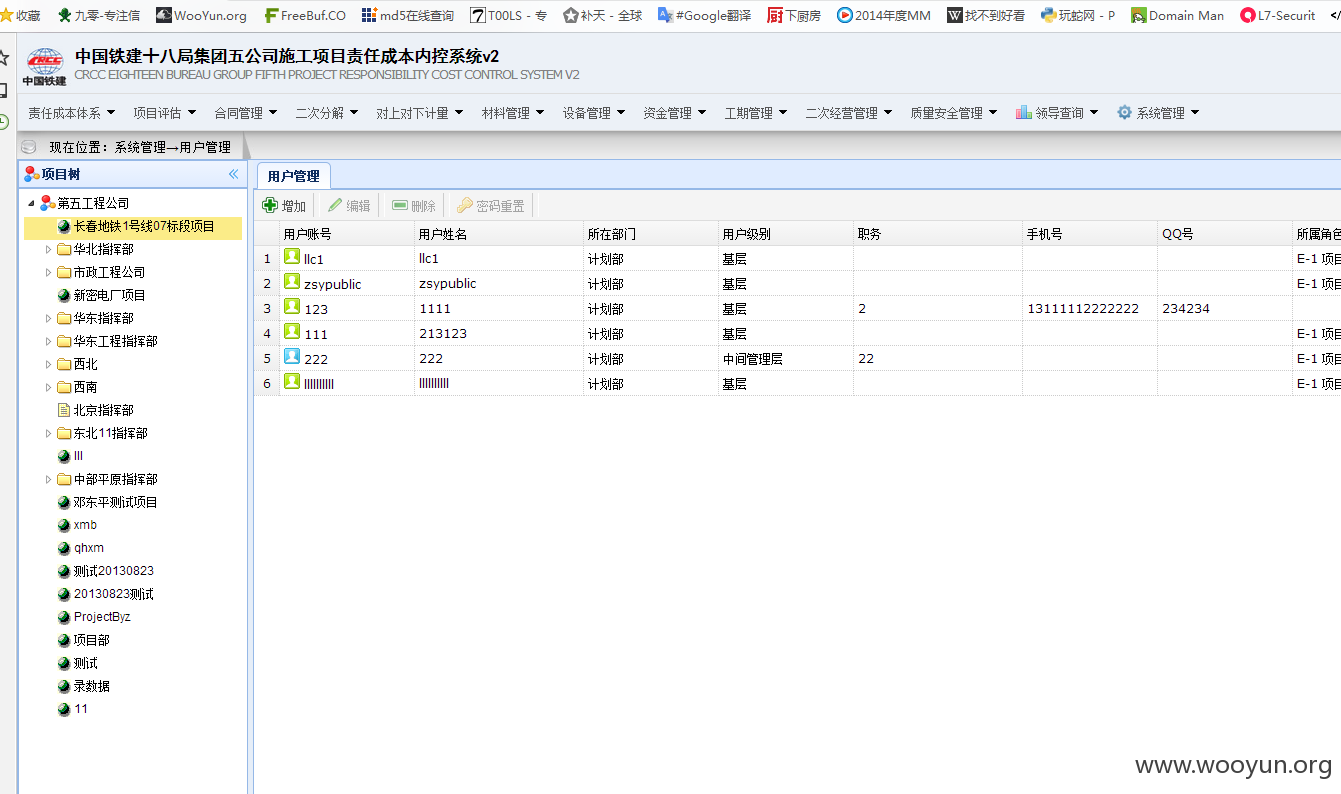 收藏 九零-专注信 WooYun.org FreeBuf.CO md5在线查询 T00LS - 专 补天 - 全球 #Google翻译 下厨房 2014年度MM 找不到好看 玩蛇网 - P Domain Man L7-Securit
中国铁建十八局集团五公司施工项目责任成本内控系统v2
CRCC EIGHTEEN BUREAU GROUP FIFTH PROJECT RESPONSIBILITY COST CONTROL SYSTEM V2
CRCC
中国铁建
责任成本体系 项目评估 合同管理 二次分解 对上对下计量 材料管理 设备管理 资金管理 工期管理 二次经营管理 质量安全管理 领导查询 系统管理
现在位置：系统管理→用户管理
项目树 «
第五工程公司
长春地铁1号线07标段项目
华北指挥部
市政工程公司
新密电厂项目
华东指挥部
华东工程指挥部
西北
西南
北京指挥部
东北11指挥部
lll
中部平原指挥部
邓东平测试项目
xmb
qhxm
测试20130823
20130823测试
ProjectByz
项目部
测试
录数据
11
用户管理
增加 编辑 删除 密码重置
用户账号 用户姓名 所在部门 用户级别 职务 手机号 QQ号 所属角色
1 llc1 llc1 计划部 基层 E-1 项目
2 zsypublic zsypublic 计划部 基层 E-1 项目
3 123 1111 计划部 基层 2 13111112222222 234234
4 111 213123 计划部 基层 E-1 项目
5 222 222 计划部 中间管理层 22 E-1 项目
6 llllllllll llllllllll 计划部 基层 E-1 项目
www.wooyun.org